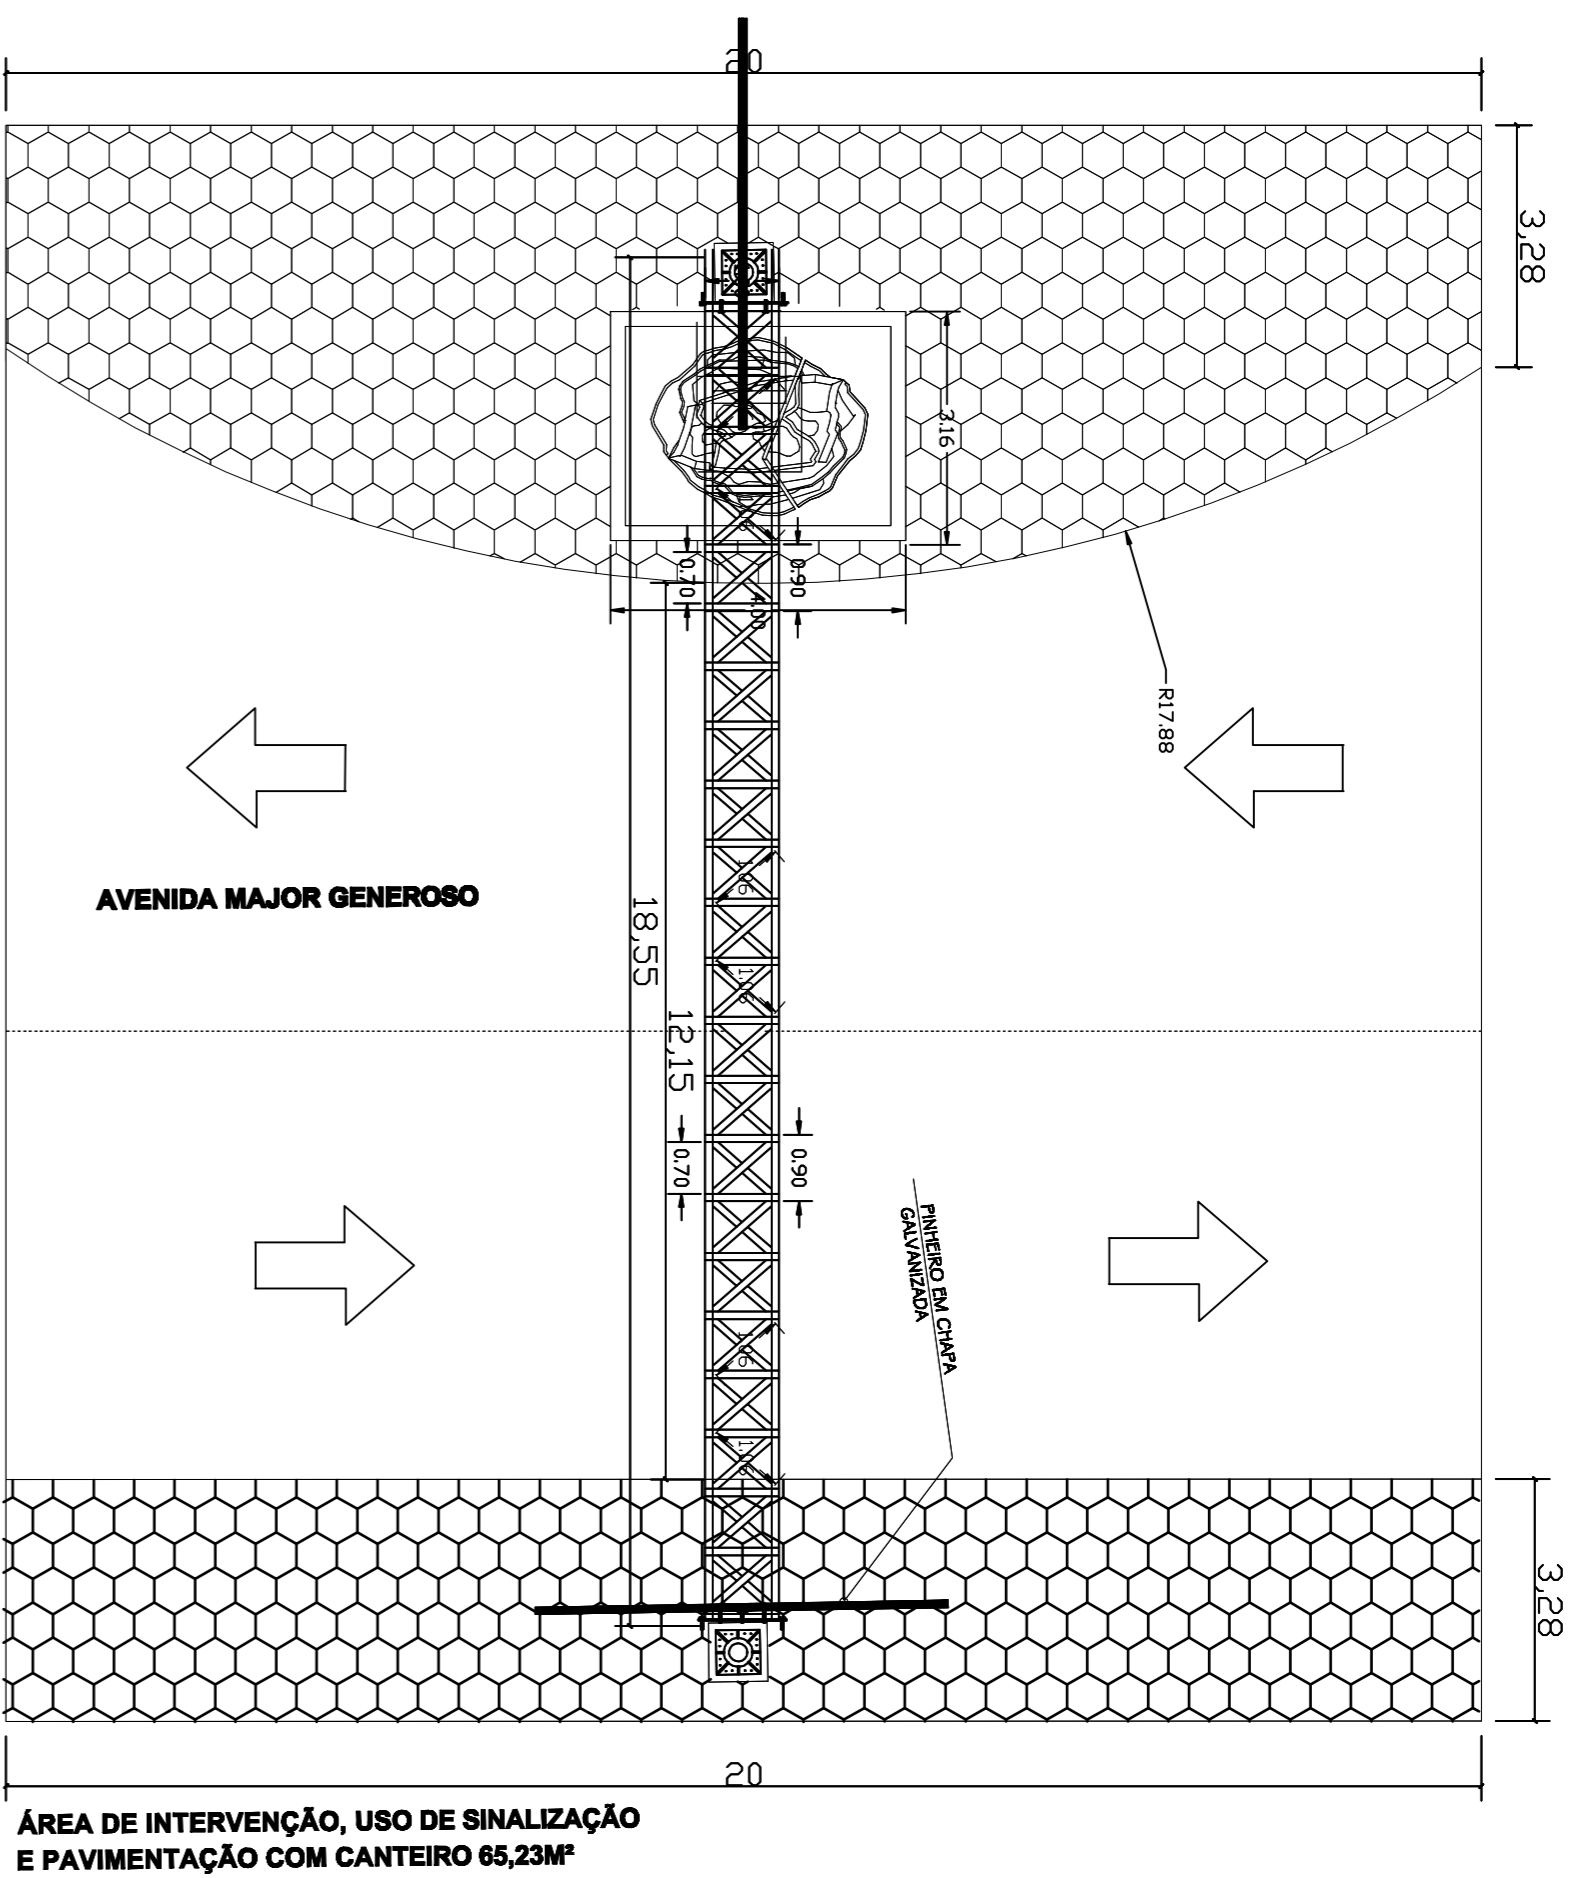 20
3,28
3.16
1.06
0.70
0.90
4.00
R17.88
AVENIDA MAJOR GENEROSO
1.06
18,55
1.06
12,15
0.70
0.90
PINHEIRO EM CHAPA
GALVANIZADA
1.06
1.06
3,28
20
ÁREA DE INTERVENÇÃO, USO DE SINALIZAÇÃO
E PAVIMENTAÇÃO COM CANTEIRO 65,23M²